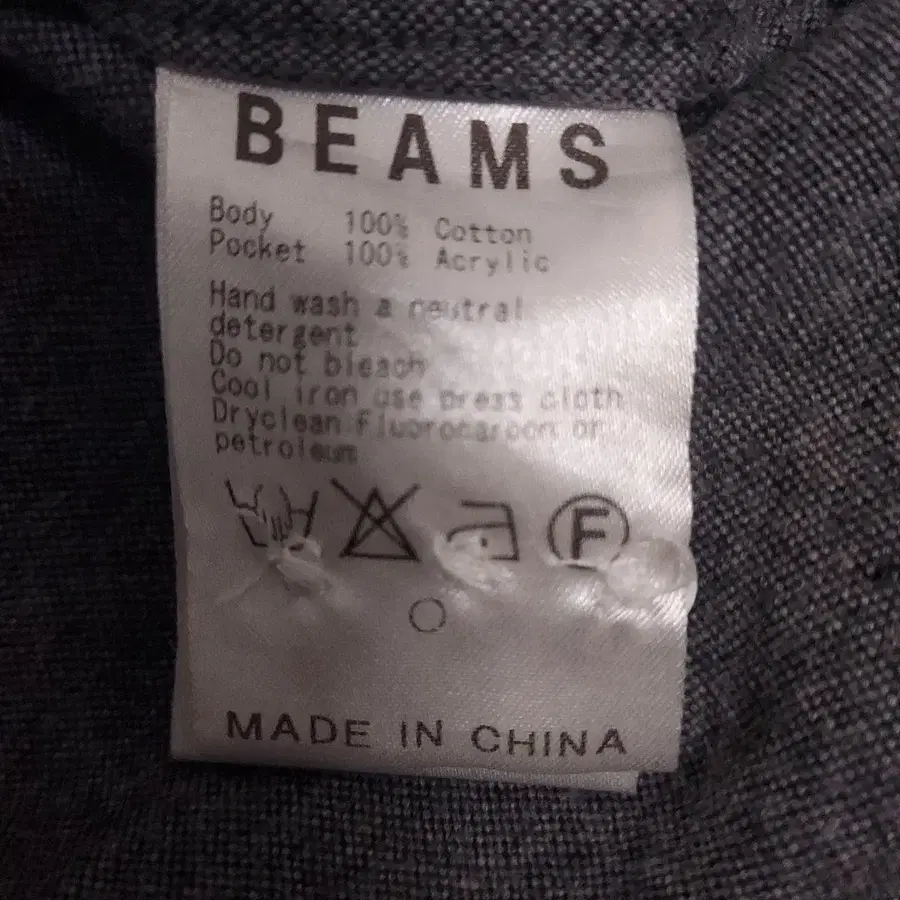 BEAMS
Body 100% Cotton
Pocket 100% Acrylic
Hand wash a neutral
detergent
Do not bleach
Cool iron use press cloth
Dryclean fluorocarbon or
petroleum
F
MADE IN CHINA